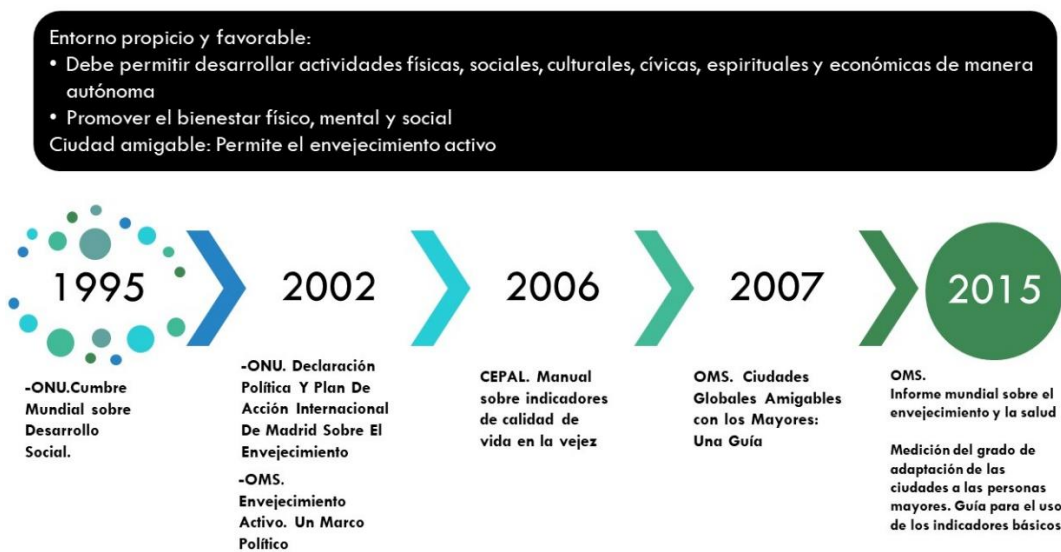 Entorno propicio y favorable:
• Debe permitir desarrollar actividades físicas, sociales, culturales, cívicas, espirituales y económicas de manera
autónoma
• Promover el bienestar físico, mental y social
Ciudad amigable: Permite el envejecimiento activo
1995
2002
2006
2007
2015
-ONU.Cumbre
Mundial sobre
Desarrollo
Social.
-ONU. Declaración
Política Y Plan De
Acción Internacional
De Madrid Sobre El
Envejecimiento
-OMS.
Envejecimiento
Activo. Un Marco
Político
CEPAL. Manual
sobre indicadores
de calidad de
vida en la vejez
OMS. Ciudades
Globales Amigables
con los Mayores:
Una Guía
OMS.
Informe mundial sobre el
envejecimiento y la salud
Medición del grado de
adaptación de las
ciudades a las personas
mayores. Guía para el uso
de los indicadores básicos